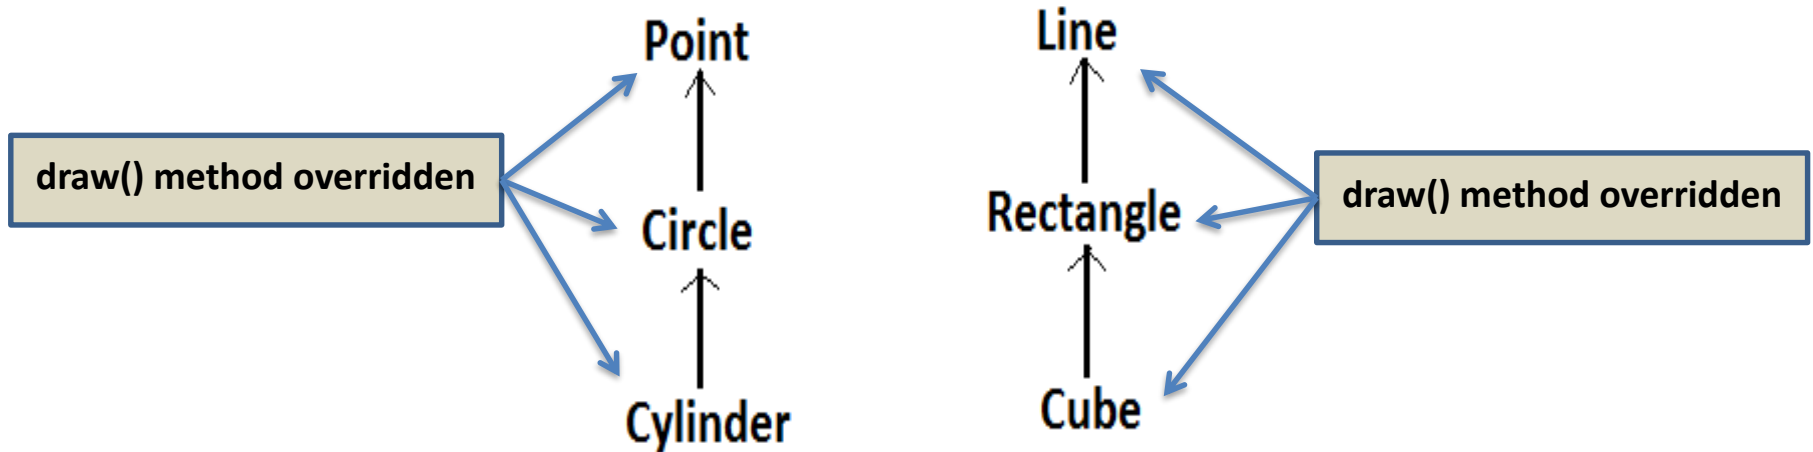 Point
Line
draw() method overridden
draw() method overridden
Circle
Rectangle
Cylinder
Cube